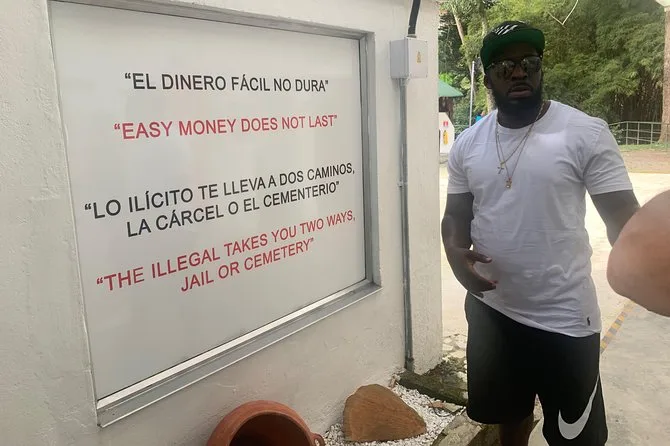 “EL DINERO FÁCIL NO DURA”
“EASY MONEY DOES NOT LAST”
“LO ILÍCITO TE LLEVA A DOS CAMINOS,
LA CÁRCEL O EL CEMENTERIO”
“THE ILLEGAL TAKES YOU TWO WAYS,
JAIL OR CEMETERY”